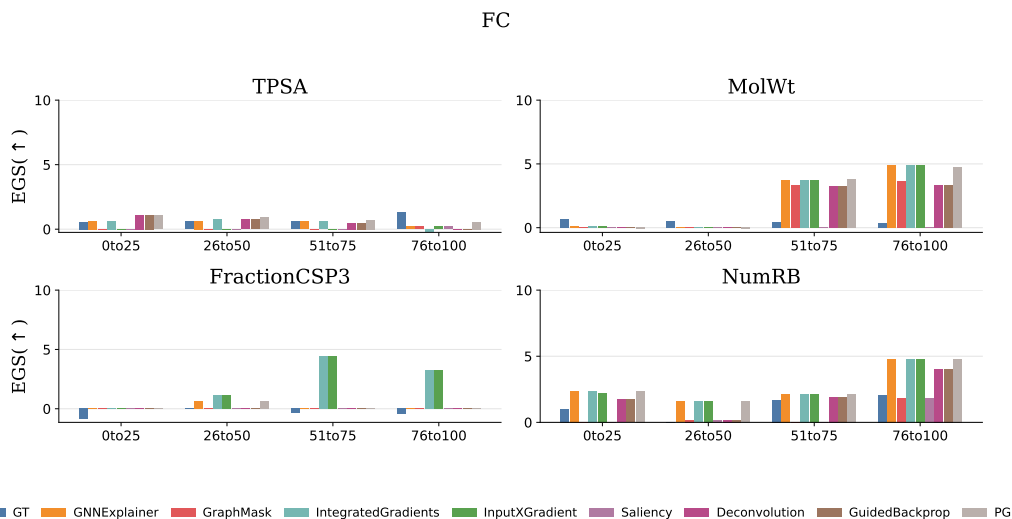 FC
TPSA
MolWt
EGS(↑)
10
5
0
0to25 26to50 51to75 76to100
10
5
0
0to25 26to50 51to75 76to100
FractionCSP3
NumRB
EGS(↑)
10
5
0
0to25 26to50 51to75 76to100
10
5
0
0to25 26to50 51to75 76to100
GT GNNExplainer GraphMask IntegratedGradients InputXGradient Saliency Deconvolution GuidedBackprop PG